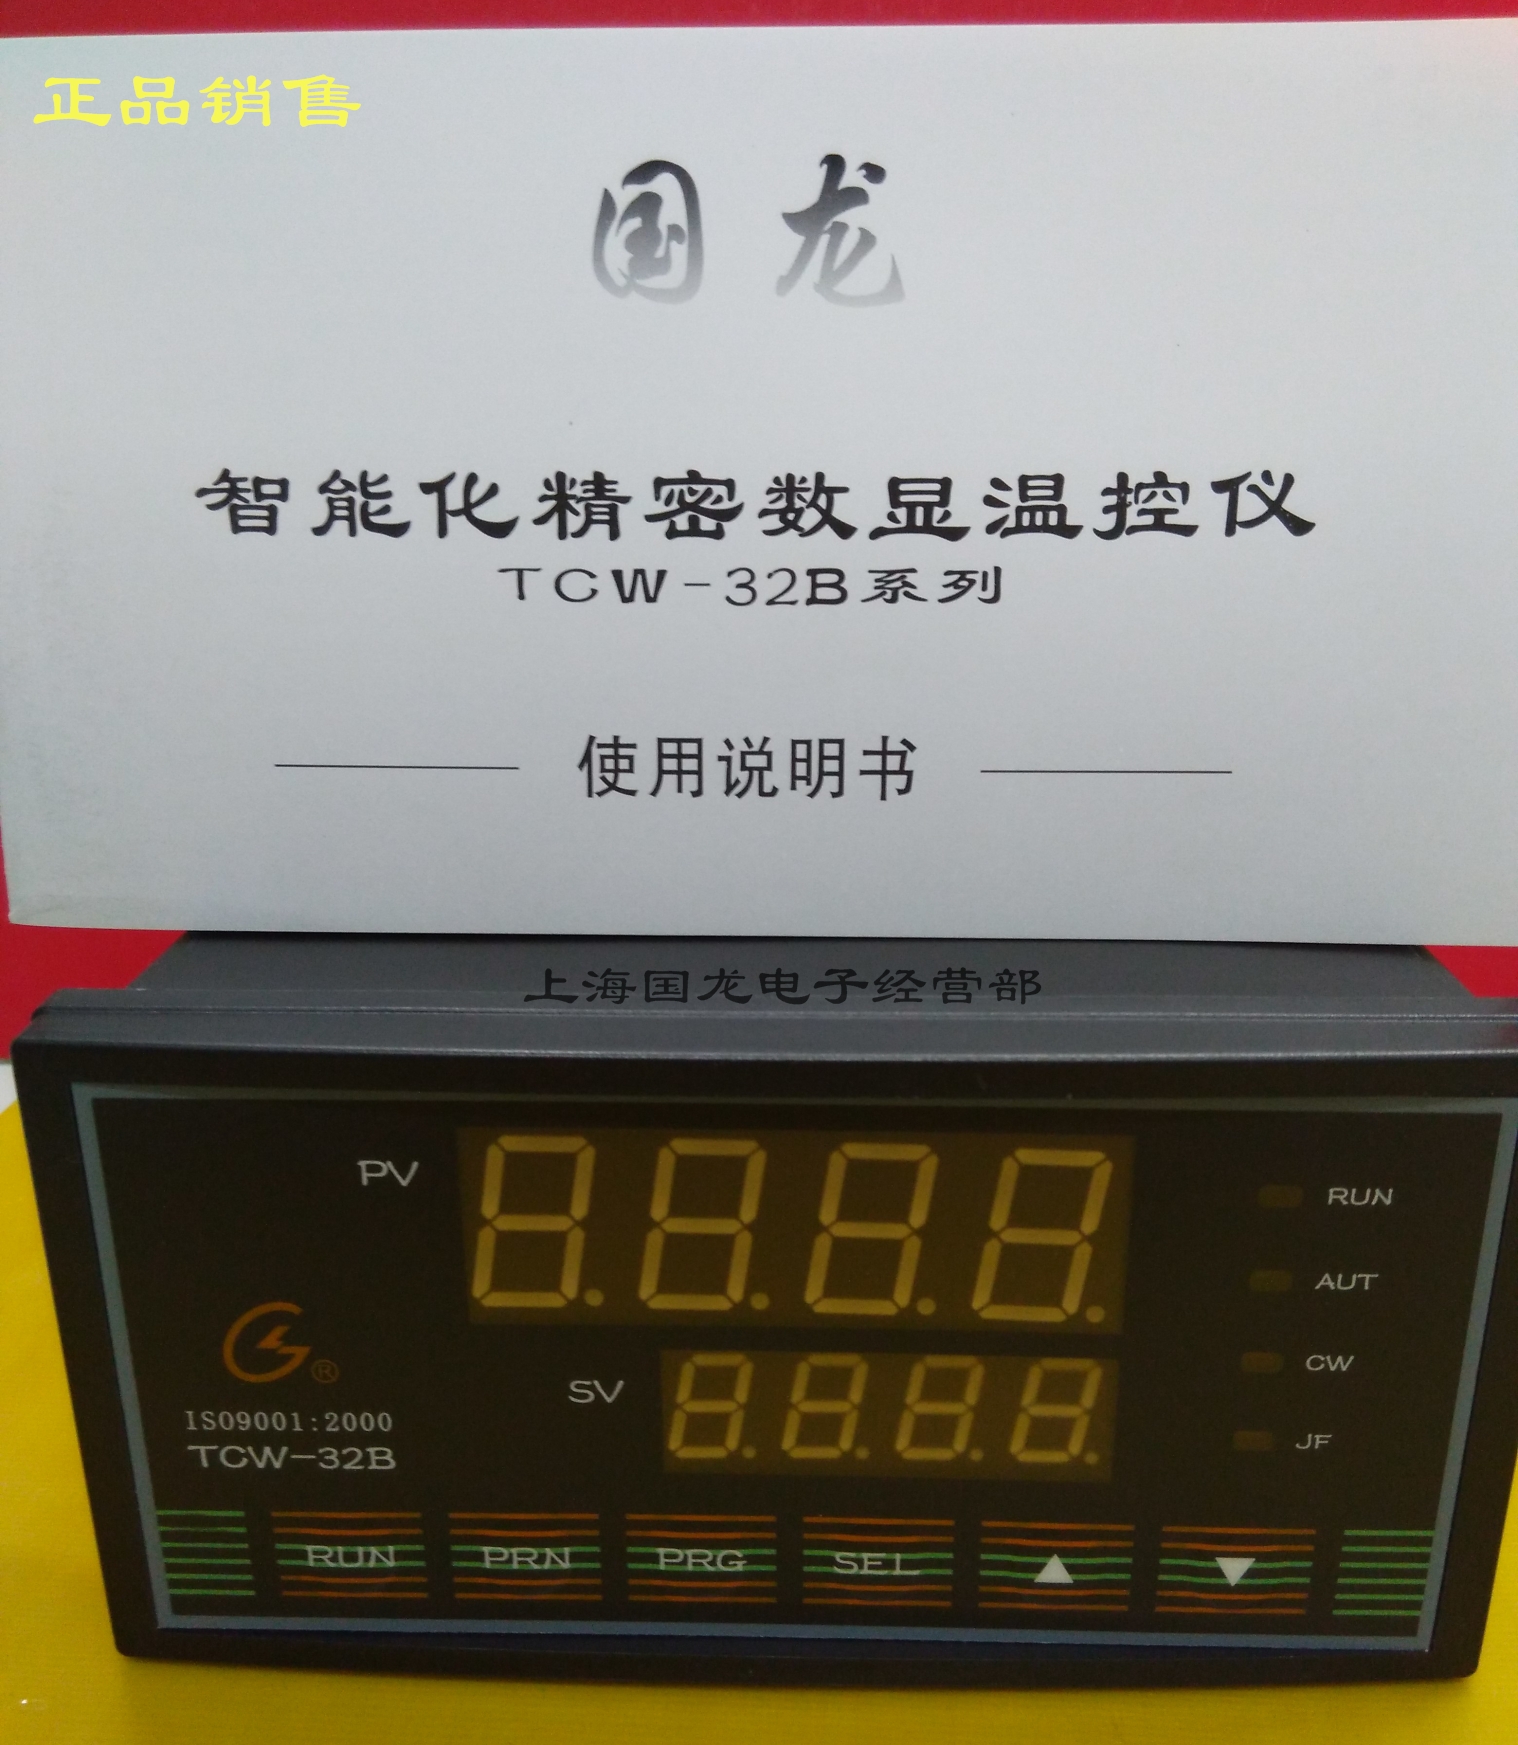 正品销售
国龙
智能化精密数显温控仪
TCW-32B系列
使用说明书
上海国龙电子经营部
PV
RUN
AUT
SV
CW
JF
®
ISO9001:2000
TCW-32B
RUN PRN PRG SEL ▲ ▼